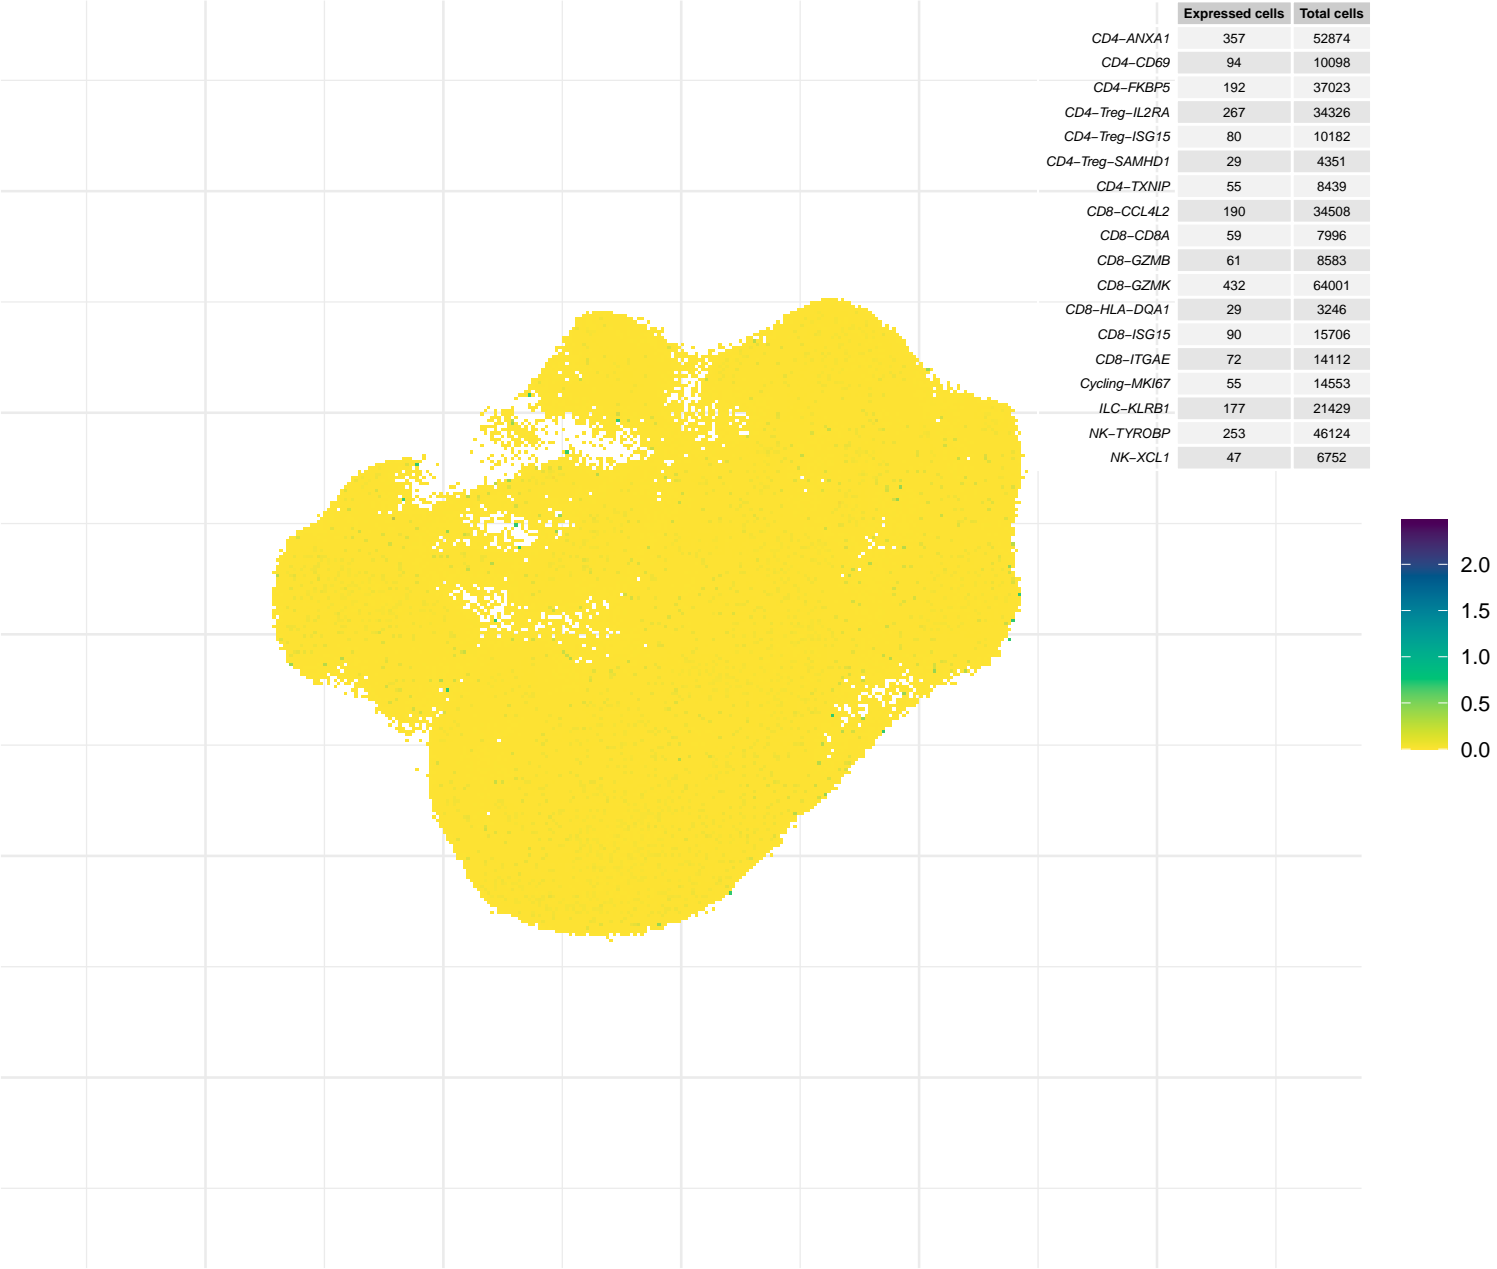 Expressed cells Total cells
CD4−ANXA1 357 52874
CD4−CD69 94 10098
CD4−FKBP5 192 37023
CD4−Treg−IL2RA 267 34326
CD4−Treg−ISG15 80 10182
CD4−Treg−SAMHD1 29 4351
CD4−TXNIP 55 8439
CD8−CCL4L2 190 34508
CD8−CD8A 59 7996
CD8−GZMB 61 8583
CD8−GZMK 432 64001
CD8−HLA−DQA1 29 3246
CD8−ISG15 90 15706
CD8−ITGAE 72 14112
Cycling−MKI67 55 14553
ILC−KLRB1 177 21429
NK−TYROBP 253 46124
NK−XCL1 47 6752
2.0
1.5
1.0
0.5
0.0